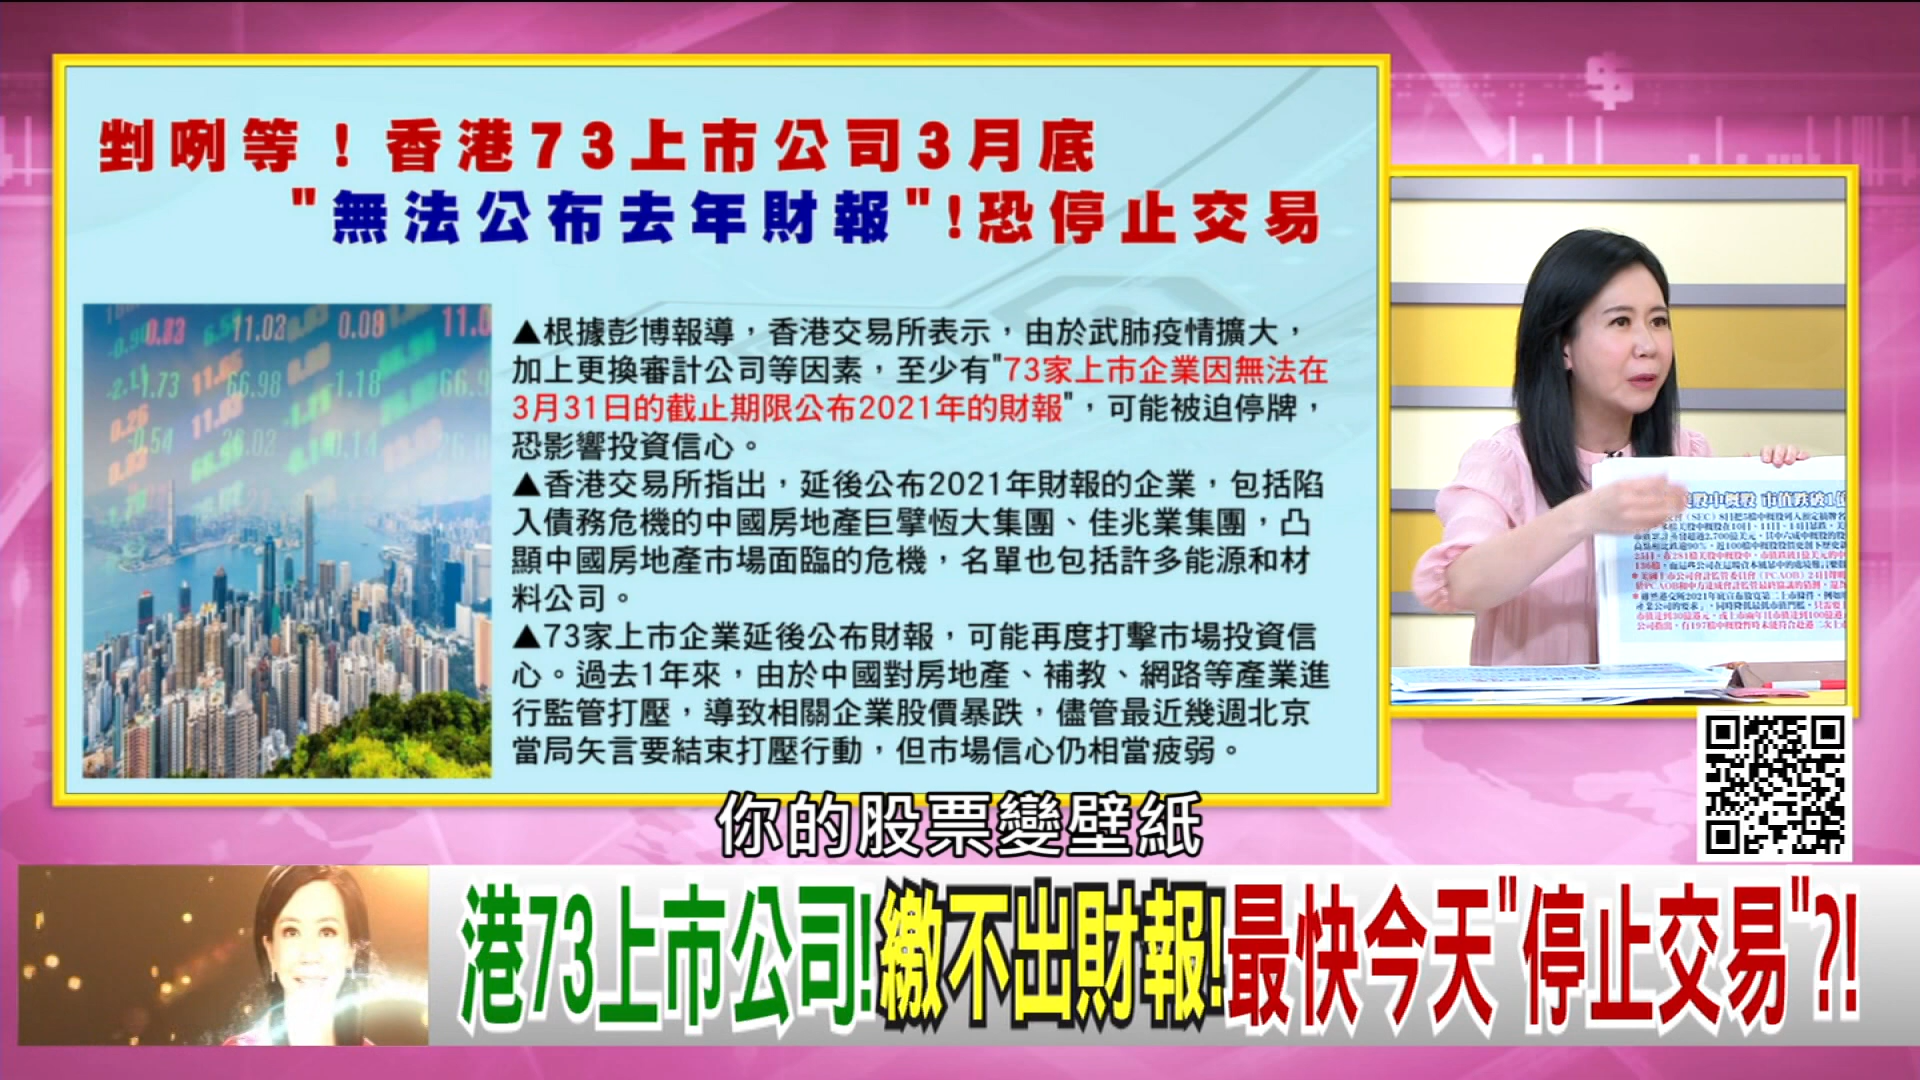 剉咧等！香港73上市公司3月底
"無法公布去年財報"!恐停止交易
▲根據彭博報導，香港交易所表示，由於武肺疫情擴大，
加上更換審計公司等因素，至少有"73家上市企業因無法在
3月31日的截止期限公布2021年的財報"，可能被迫停牌，
恐影響投資信心。
▲香港交易所指出，延後公布2021年財報的企業，包括陷
入債務危機的中國房地產巨擘恆大集團、佳兆業集團，凸
顯中國房地產市場面臨的危機，名單也包括許多能源和材
料公司。
▲73家上市企業延後公布財報，可能再度打擊市場投資信
心。過去1年來，由於中國對房地產、補教、網路等產業進
行監管打壓，導致相關企業股價暴跌，儘管最近幾週北京
當局矢言要結束打壓行動，但市場信心仍相當疲弱。
股中概股 市值跌破1
你的股票變壁紙
港73上市公司!繳不出財報!最快今天"停止交易"?!